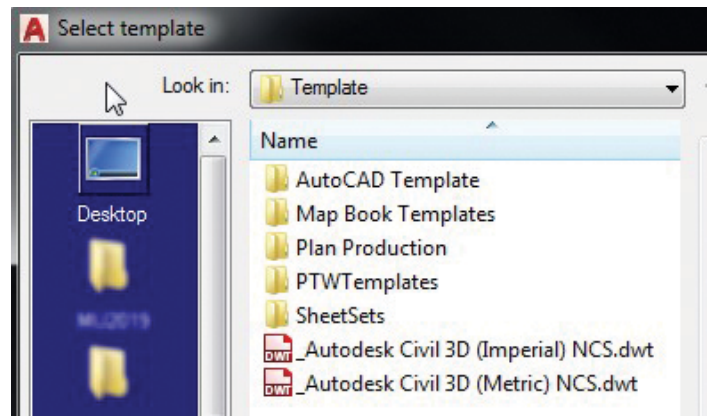 Select template
Look in:
Template
Name
AutoCAD Template
Map Book Templates
Plan Production
PTWTemplates
SheetSets
_Autodesk Civil 3D (Imperial) NCS.dwt
_Autodesk Civil 3D (Metric) NCS.dwt
Desktop